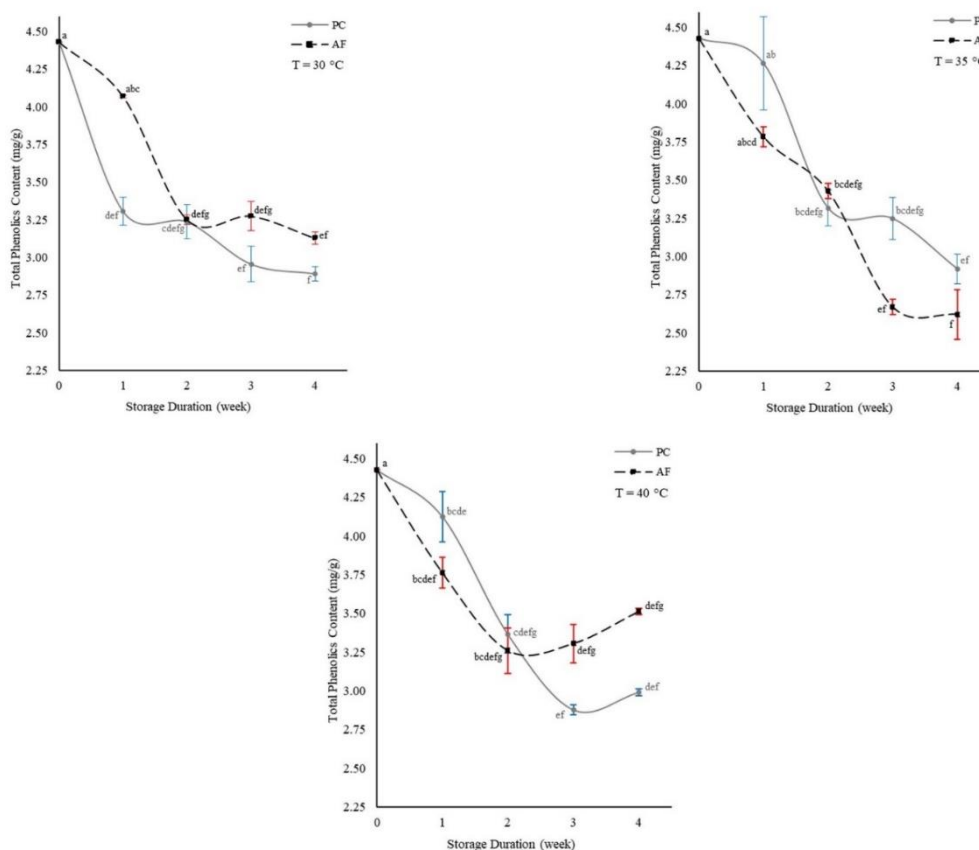 4.50
4.25
4.00
3.75
3.50
3.25
3.00
2.75
2.50
2.25
Total Phenolics Content (mg/g)
PC
AF
T = 30 °C
a
abc
def
defg
cdefg
defg
ef
ef
f
0 1 2 3 4
Storage Duration (week)
4.50
4.25
4.00
3.75
3.50
3.25
3.00
2.75
2.50
2.25
Total Phenolics Content (mg/g)
PC
T = 35 °
a
ab
abcd
bcdefg
bcdefg
bcdefg
ef
ef
f
0 1 2 3 4
Storage Duration (week)
4.50
4.25
4.00
3.75
3.50
3.25
3.00
2.75
2.50
2.25
Total Phenolics Content (mg/g)
PC
AF
T = 40 °C
a
bcde
bcdef
cdefg
bcdefg
defg
defg
ef
def
0 1 2 3 4
Storage Duration (week)